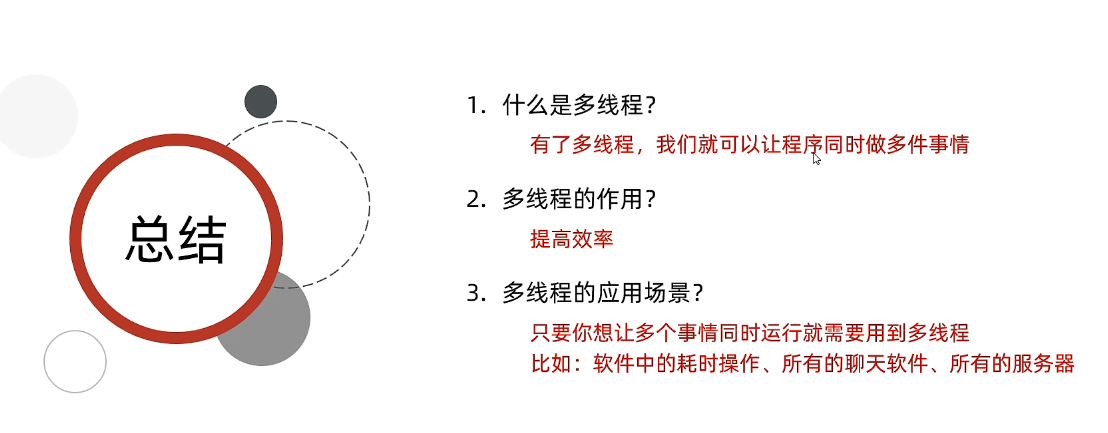 总结
1. 什么是多线程？
有了多线程，我们就可以让程序同时做多件事情
2. 多线程的作用？
提高效率
3. 多线程的应用场景？
只要你想让多个事情同时运行就需要用到多线程
比如：软件中的耗时操作、所有的聊天软件、所有的服务器